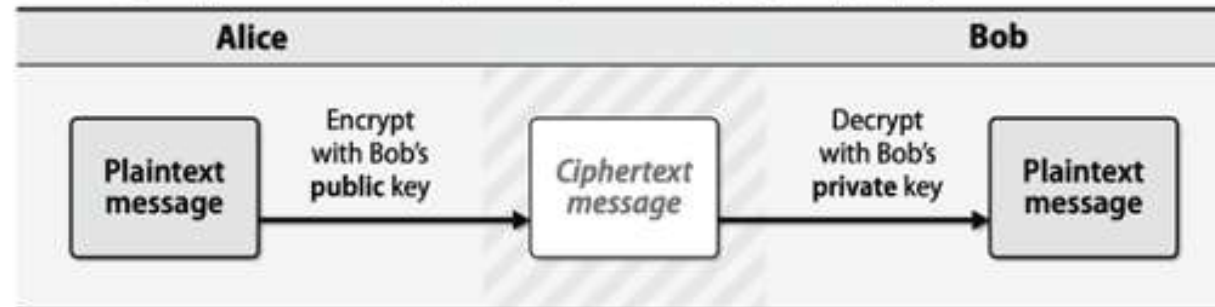 Alice
Bob
Plaintext
message
Encrypt
with Bob's
public key
Ciphertext
message
Decrypt
with Bob's
private key
Plaintext
message